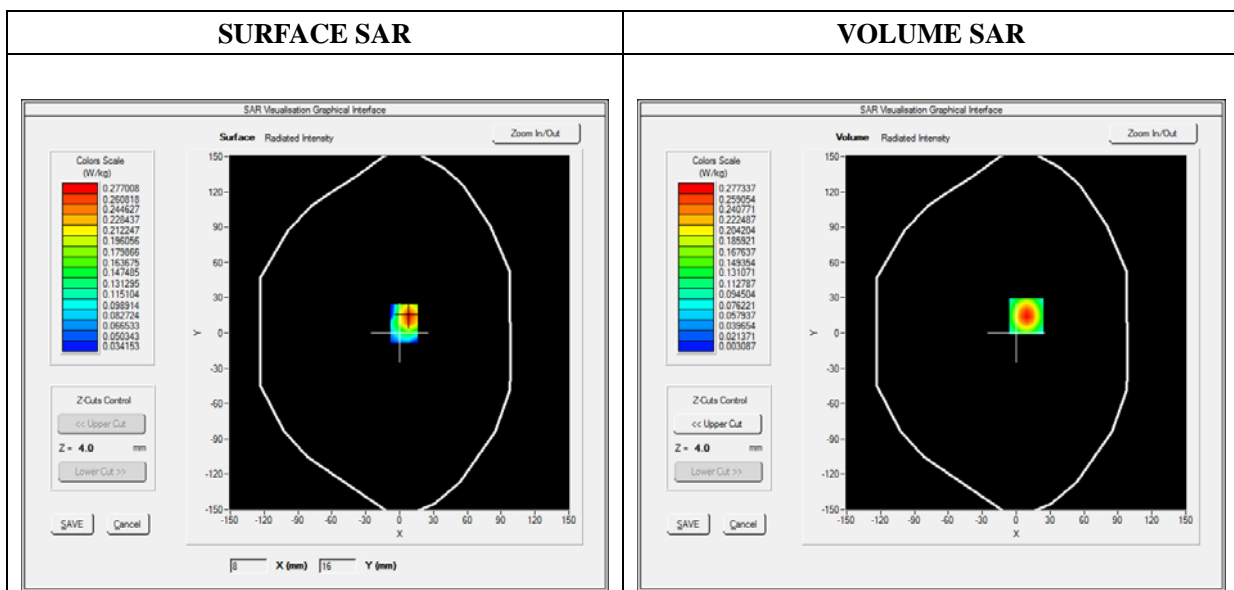 SURFACE SAR
VOLUME SAR
SAR Visualisation Graphical Interface
Surface Radiated Intensity
Zoom In/Out
Colors Scale
(W/kg)
0.277008
0.260818
0.244627
0.228437
0.212247
0.196056
0.179866
0.163675
0.147485
0.131295
0.115104
0.098914
0.082724
0.066533
0.050343
0.034153
Z-Cuts Control
<< Upper Cut
Z = 4.0 mm
Lower Cut >>
SAVE Cancel
150
120
90
60
30
0
-30
-60
-90
-120
-150
Y
-150 -120 -90 -60 -30 0 30 60 90 120 150
X
8 X (mm) 16 Y (mm)
SAR Visualisation Graphical Interface
Volume Radiated Intensity
Zoom In/Out
Colors Scale
(W/kg)
0.277337
0.259054
0.240771
0.222487
0.204204
0.185921
0.167637
0.149354
0.131071
0.112787
0.094504
0.076221
0.057937
0.039654
0.021371
0.003087
Z-Cuts Control
<< Upper Cut
Z = 4.0 mm
Lower Cut >>
SAVE Cancel
150
120
90
60
30
0
-30
-60
-90
-120
-150
Y
-150 -120 -90 -60 -30 0 30 60 90 120 150
X